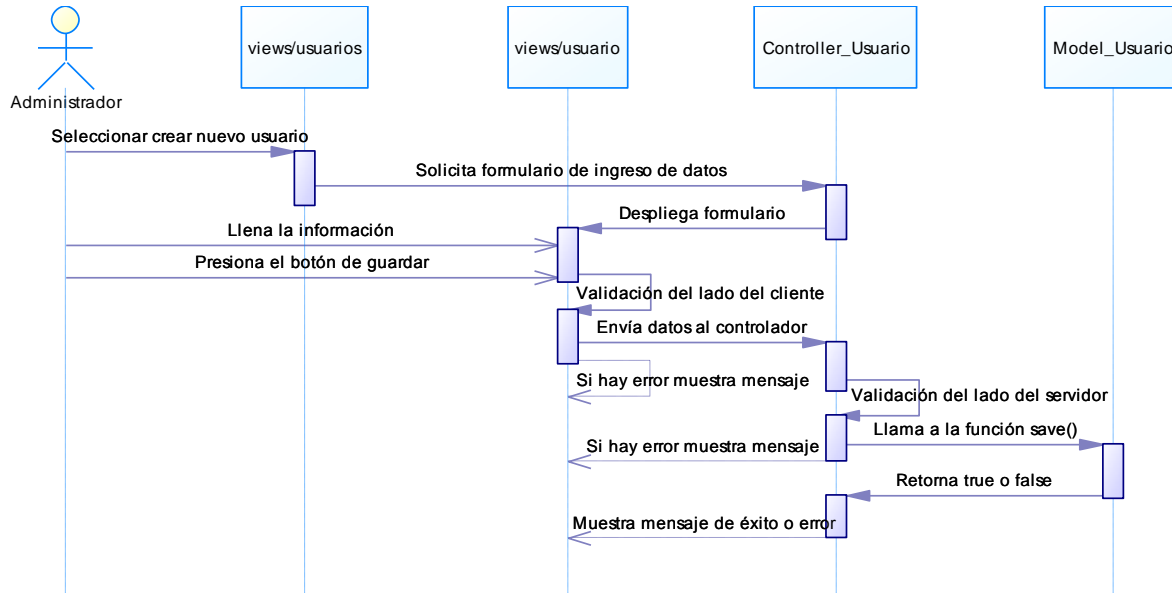 Administrador
views/usuarios
views/usuario
Controller_Usuario
Model_Usuario
Seleccionar crear nuevo usuario
Solicita formulario de ingreso de datos
Despliega formulario
Llena la información
Presiona el botón de guardar
Validación del lado del cliente
Envía datos al controlador
Si hay error muestra mensaje
Validación del lado del servidor
Llama a la función save()
Si hay error muestra mensaje
Retorna true o false
Muestra mensaje de éxito o error